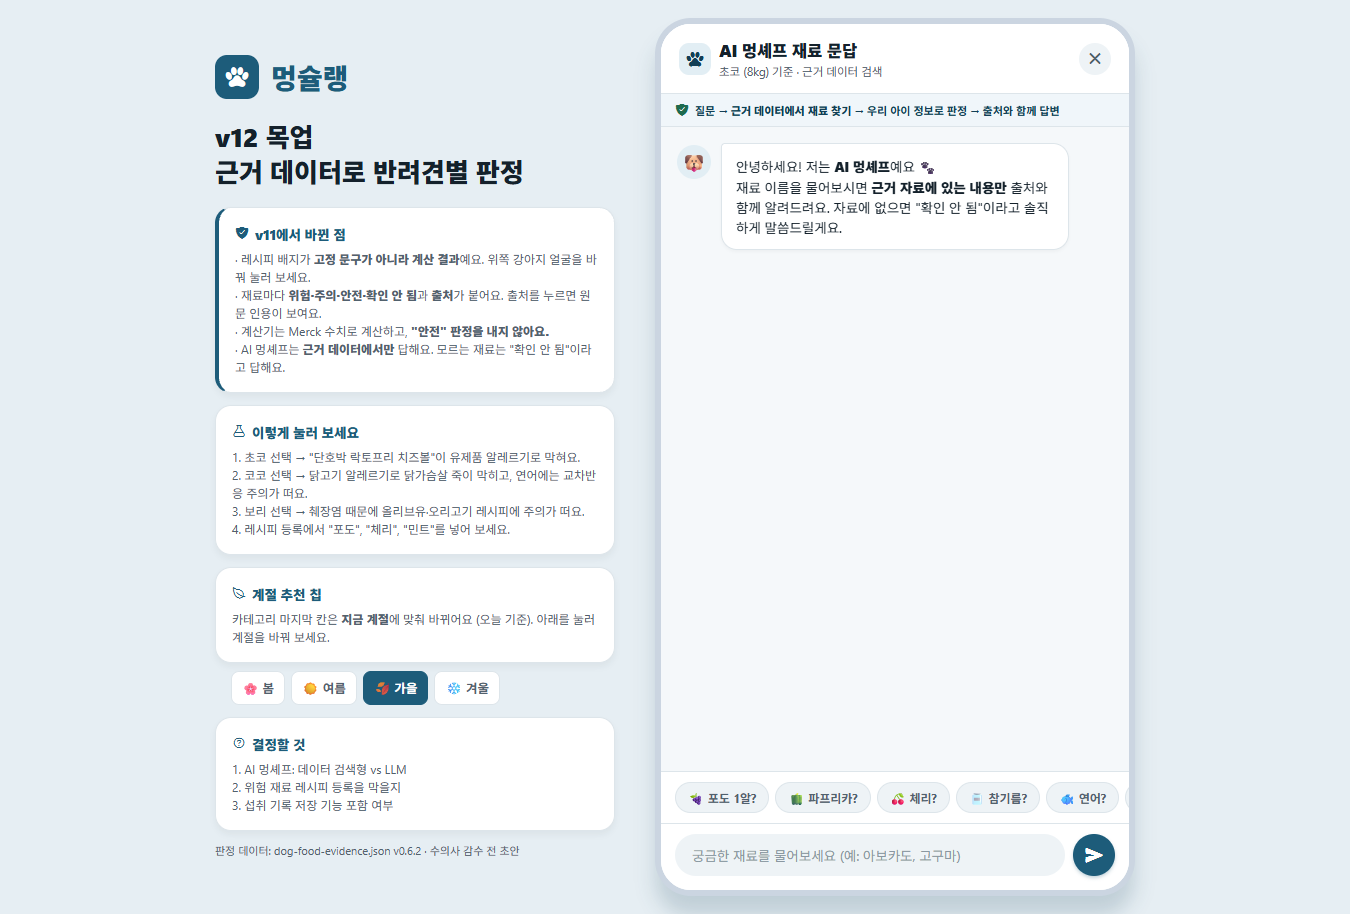 멍슐랭
v12 목업
근거 데이터로 반려견별 판정
v11에서 바뀐 점
· 레시피 배지가 고정 문구가 아니라 계산 결과예요. 위쪽 강아지 얼굴을 바
꿔 눌러 보세요.
· 재료마다 위험·주의·안전·확인 안 됨과 출처가 붙어요. 출처를 누르면 원
문 인용이 보여요.
· 계산기는 Merck 수치로 계산하고, "안전" 판정을 내지 않아요.
· AI 멍셰프는 근거 데이터에서만 답해요. 모르는 재료는 "확인 안 됨"이라
고 답해요.
이렇게 눌러 보세요
1. 초코 선택 → "단호박 락토프리 치즈볼"이 유제품 알레르기로 막혀요.
2. 코코 선택 → 닭고기 알레르기로 닭가슴살 죽이 막히고, 연어에는 교차반
응 주의가 떠요.
3. 보리 선택 → 췌장염 때문에 올리브유·오리고기 레시피에 주의가 떠요.
4. 레시피 등록에서 "포도", "체리", "민트"를 넣어 보세요.
계절 추천 칩
카테고리 마지막 칸은 지금 계절에 맞춰 바뀌어요 (오늘 기준). 아래를 눌러
계절을 바꿔 보세요.
봄
여름
가을
겨울
결정할 것
1. AI 멍셰프: 데이터 검색형 vs LLM
2. 위험 재료 레시피 등록을 막을지
3. 섭취 기록 저장 기능 포함 여부
판정 데이터: dog-food-evidence.json v0.6.2 · 수의사 감수 전 초안
AI 멍셰프 재료 문답
초코 (8kg) 기준 · 근거 데이터 검색
질문 → 근거 데이터에서 재료 찾기 → 우리 아이 정보로 판정 → 출처와 함께 답변
안녕하세요! 저는 AI 멍셰프예요 🐾
재료 이름을 물어보시면 근거 자료에 있는 내용만 출처와
함께 알려드려요. 자료에 없으면 "확인 안 됨"이라고 솔직
하게 말씀드릴게요.
포도 1알?
파프리카?
체리?
참기름?
연어?
궁금한 재료를 물어보세요 (예: 아보카도, 고구마)